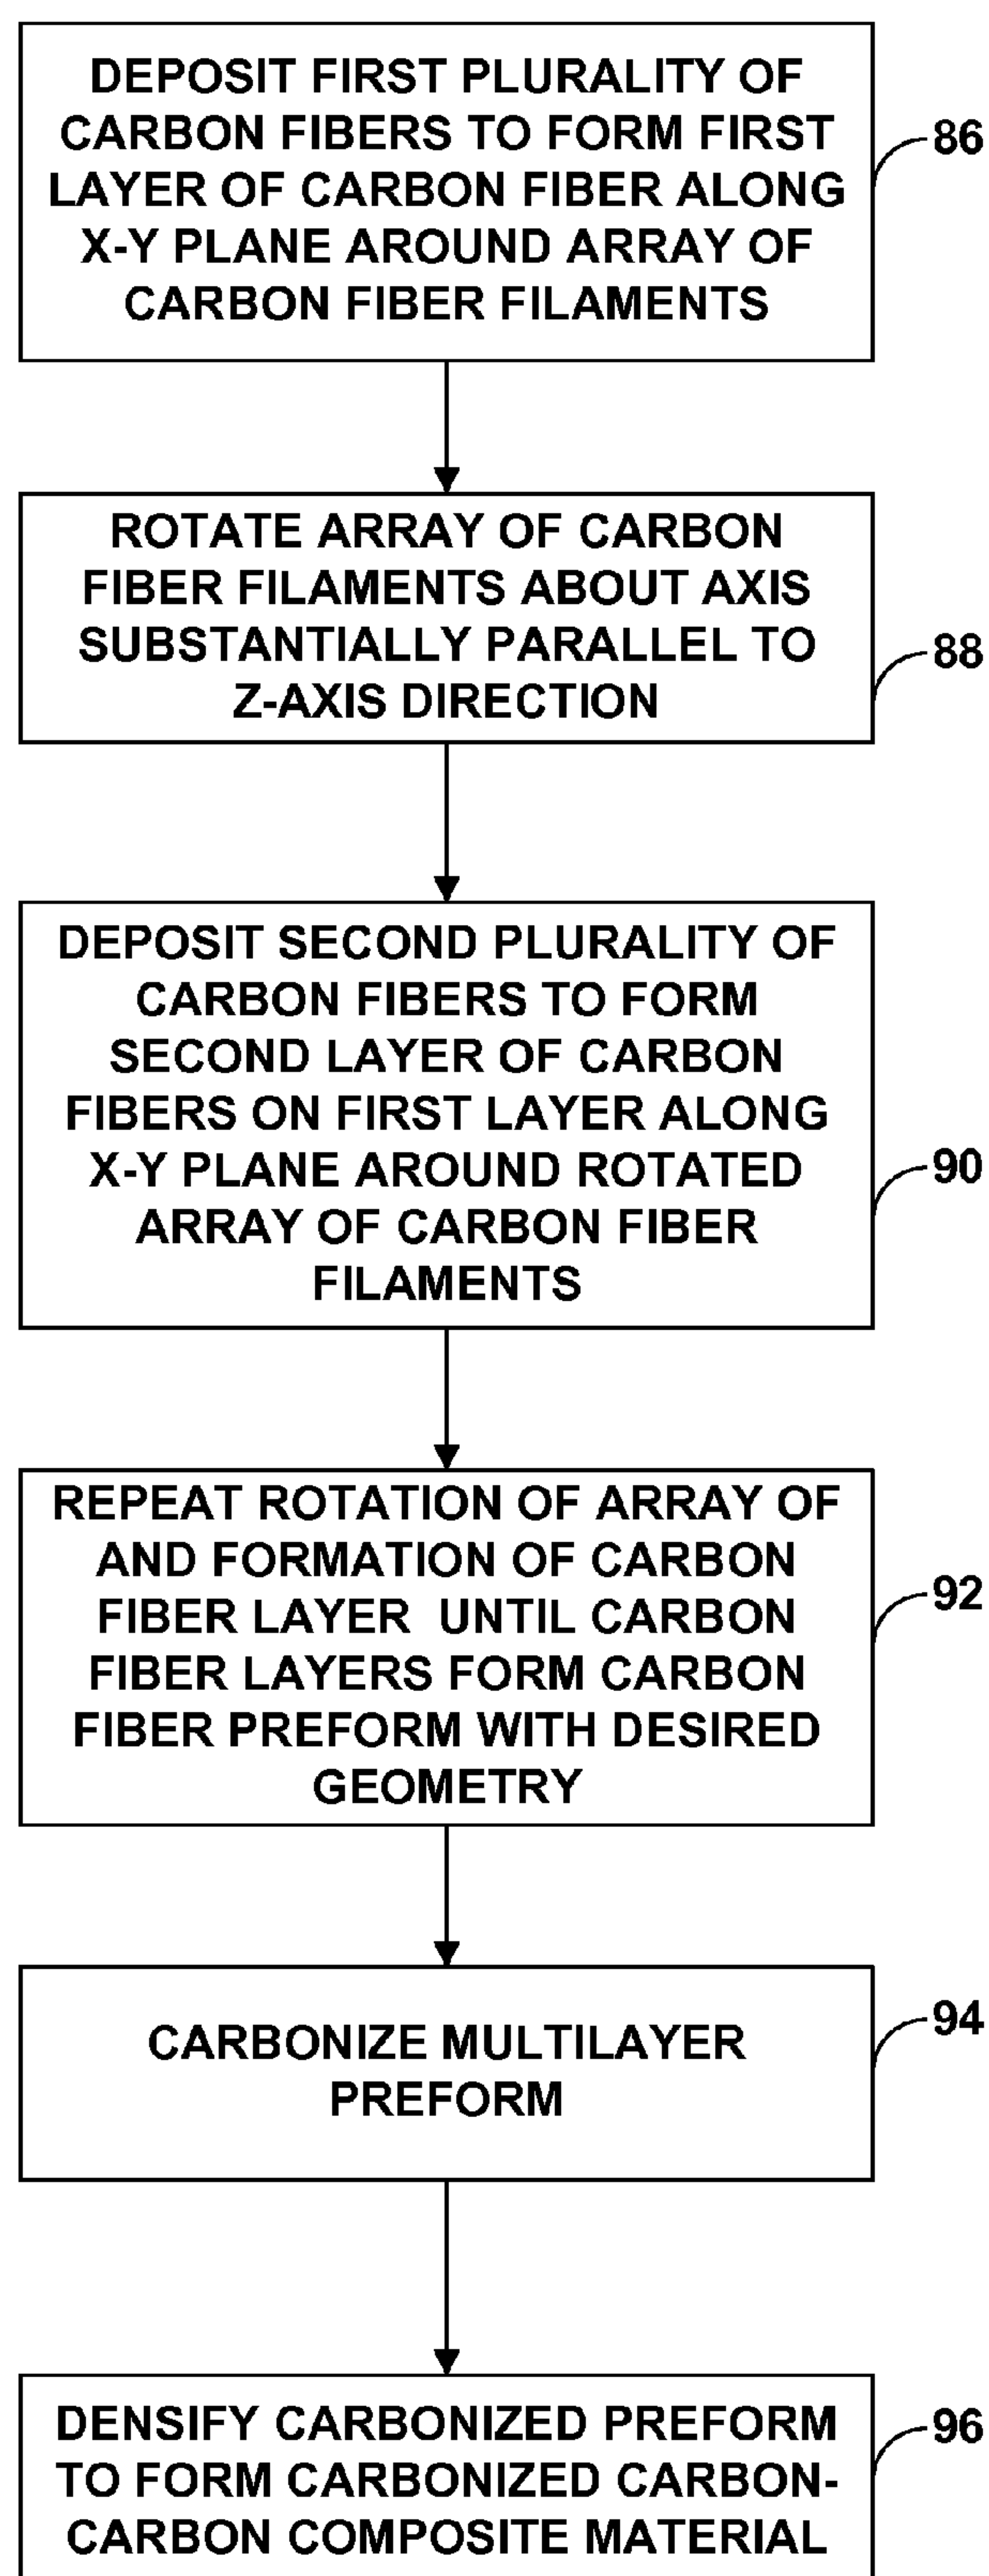 DEPOSIT FIRST PLURALITY OF
CARBON FIBERS TO FORM FIRST
LAYER OF CARBON FIBER ALONG
X-Y PLANE AROUND ARRAY OF
CARBON FIBER FILAMENTS
86
ROTATE ARRAY OF CARBON
FIBER FILAMENTS ABOUT AXIS
SUBSTANTIALLY PARALLEL TO
Z-AXIS DIRECTION
88
DEPOSIT SECOND PLURALITY OF
CARBON FIBERS TO FORM
SECOND LAYER OF CARBON
FIBERS ON FIRST LAYER ALONG
X-Y PLANE AROUND ROTATED
ARRAY OF CARBON FIBER
FILAMENTS
90
REPEAT ROTATION OF ARRAY OF
AND FORMATION OF CARBON
FIBER LAYER UNTIL CARBON
FIBER LAYERS FORM CARBON
FIBER PREFORM WITH DESIRED
GEOMETRY
92
CARBONIZE MULTILAYER
PREFORM
94
DENSIFY CARBONIZED PREFORM
TO FORM CARBONIZED CARBON-
CARBON COMPOSITE MATERIAL
96